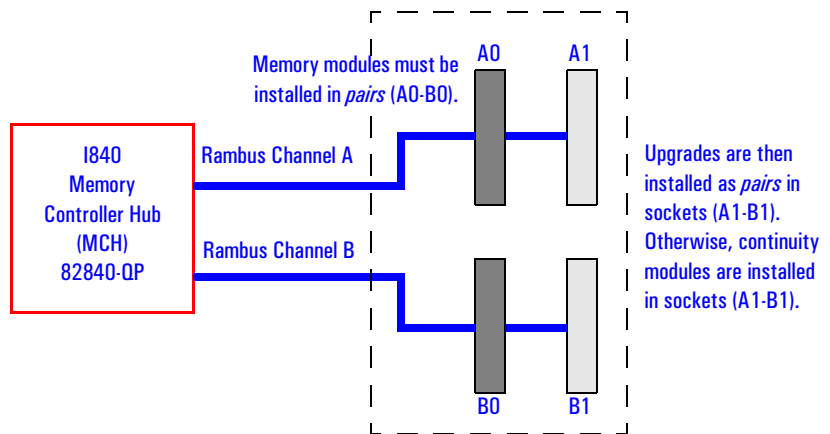 A0
A1
Memory modules must be
installed in pairs (A0-B0).
I840
Memory
Controller Hub
(MCH)
82840-QP
Rambus Channel A
Rambus Channel B
Upgrades are then
installed as pairs in
sockets (A1-B1).
Otherwise, continuity
modules are installed
in sockets (A1-B1).
B0
B1